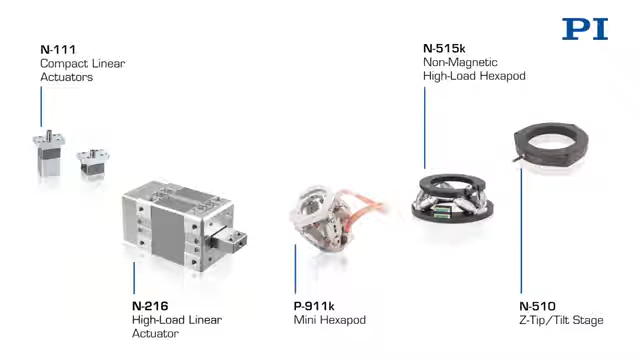 PI
N-111
Compact Linear
Actuators
N-515k
Non-Magnetic
High-Load Hexapod
N-216
High-Load Linear
Actuator
P-911k
Mini Hexapod
N-510
Z-Tip/Tilt Stage